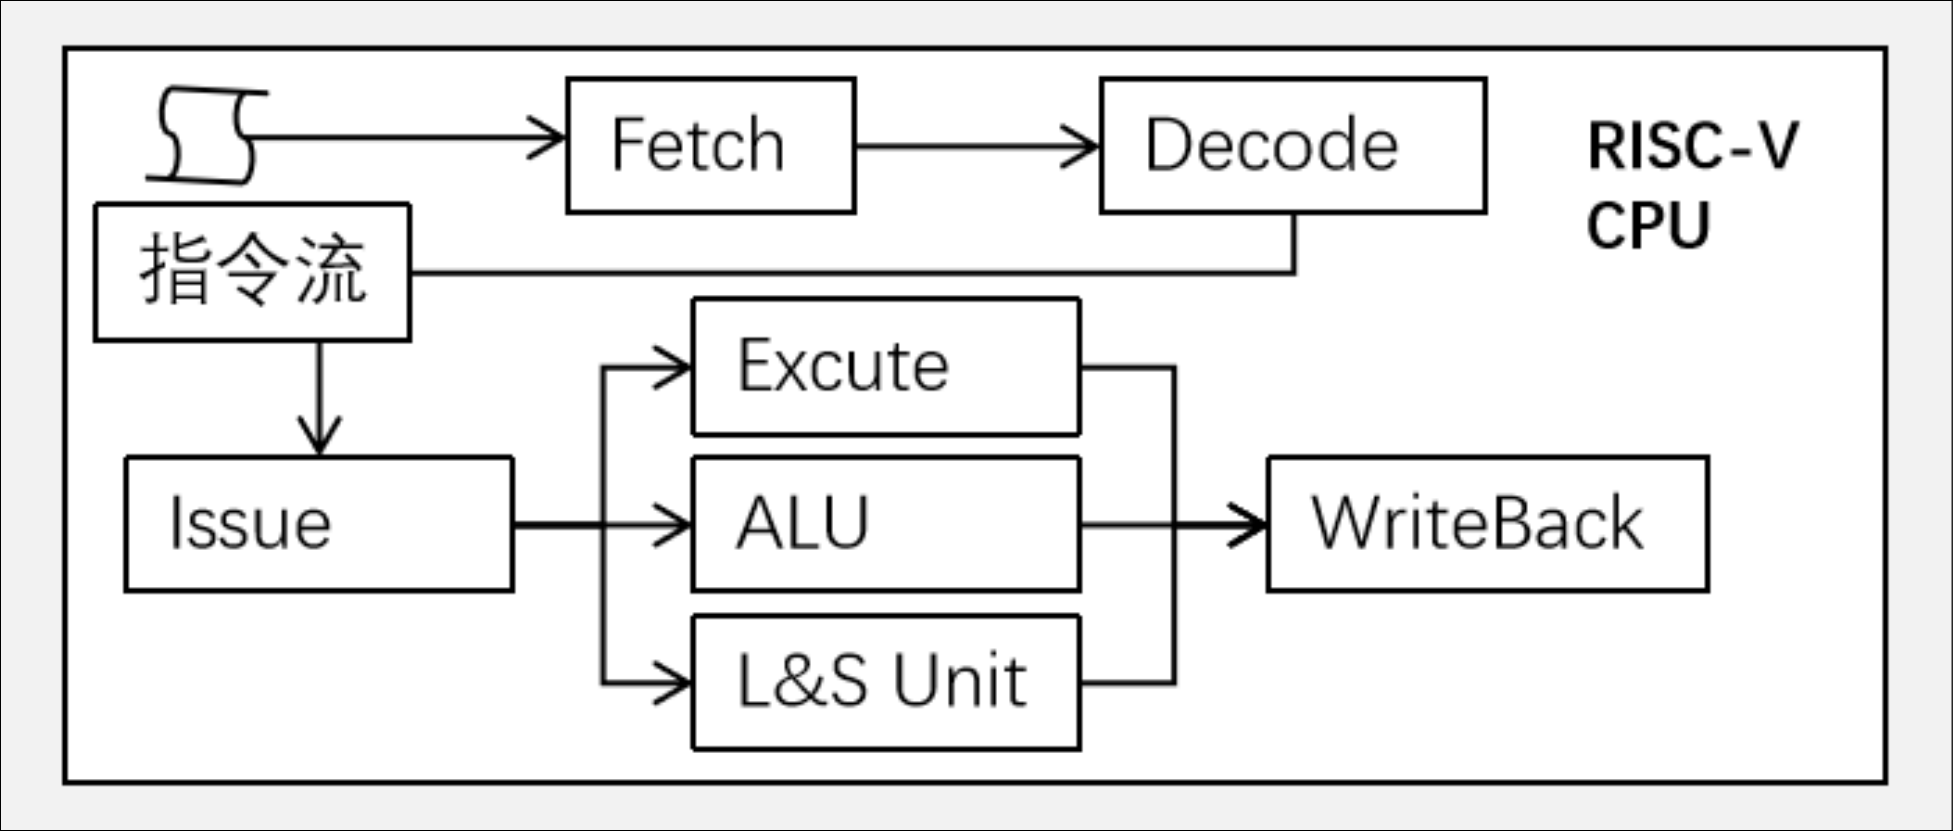 Fetch
Decode
RISC-V
CPU
指令流
Excute
Issue
ALU
WriteBack
L&S Unit